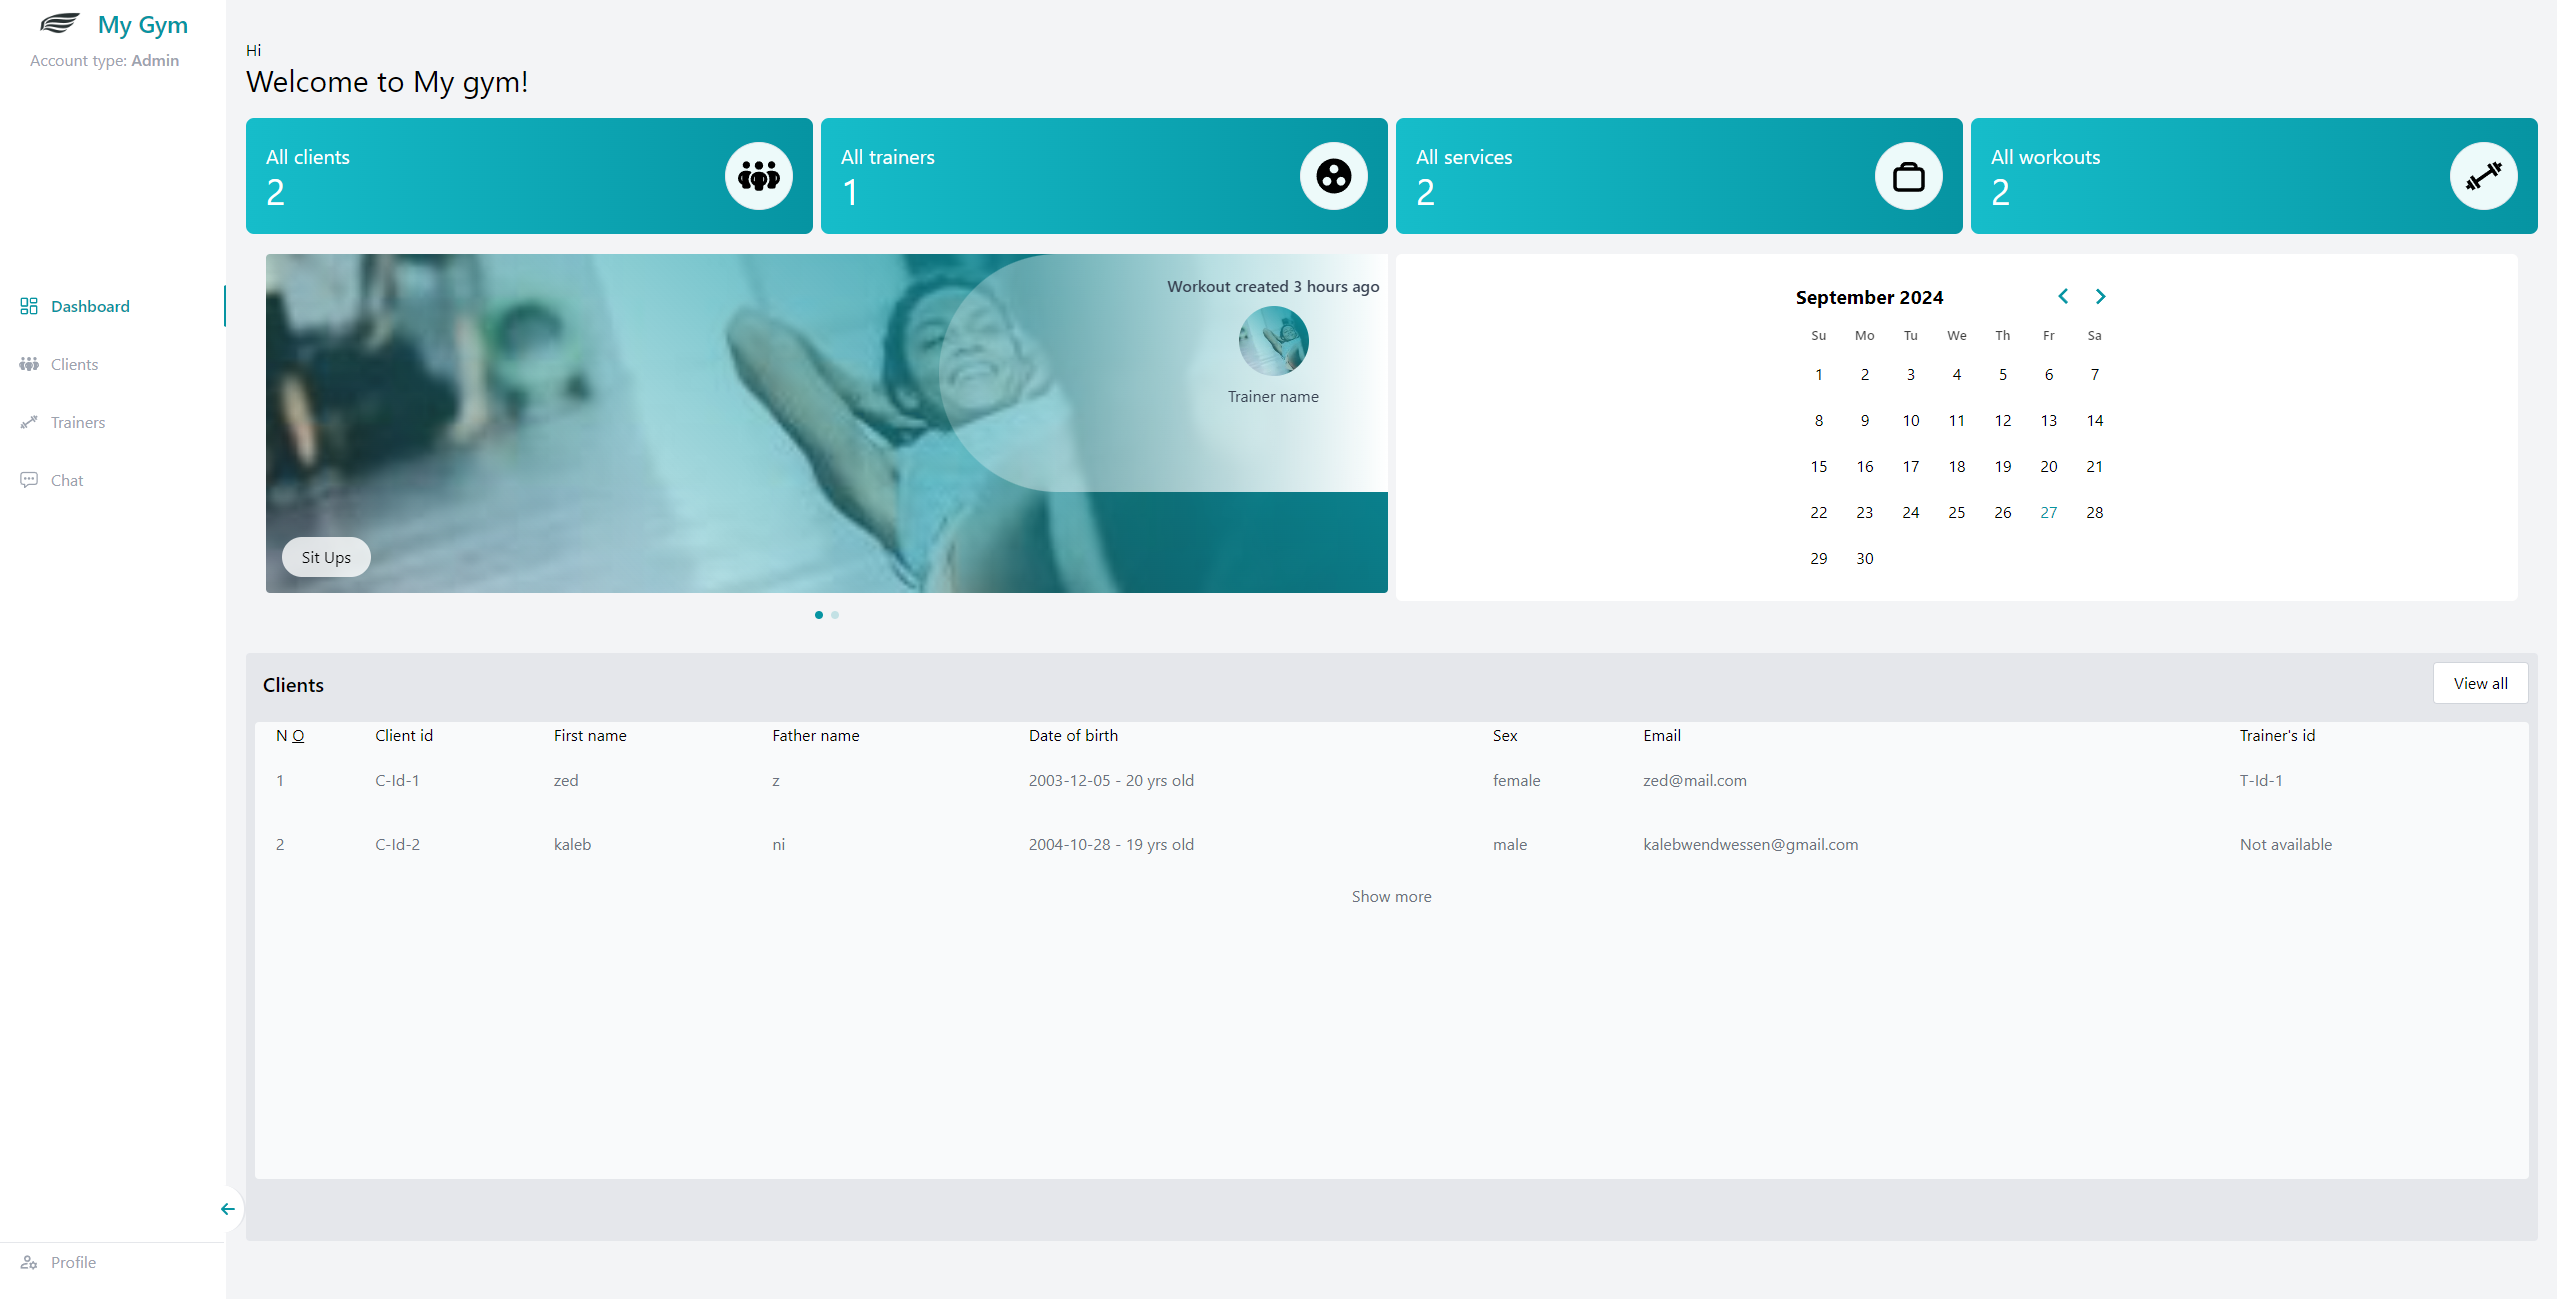 My Gym
Account type: Admin
Dashboard
Clients
Trainers
Chat
Profile
Hi
Welcome to My gym!
All clients
2
All trainers
1
All services
2
All workouts
2
Workout created 3 hours ago
Trainer name
Sit Ups
September 2024
Su Mo Tu We Th Fr Sa
1 2 3 4 5 6 7
8 9 10 11 12 13 14
15 16 17 18 19 20 21
22 23 24 25 26 27 28
29 30
Clients
View all
N O Client id First name Father name Date of birth Sex Email Trainer's id
1 C-Id-1 zed z 2003-12-05 - 20 yrs old female zed@mail.com T-Id-1
2 C-Id-2 kaleb ni 2004-10-28 - 19 yrs old male kalebwendwessen@gmail.com Not available
Show more